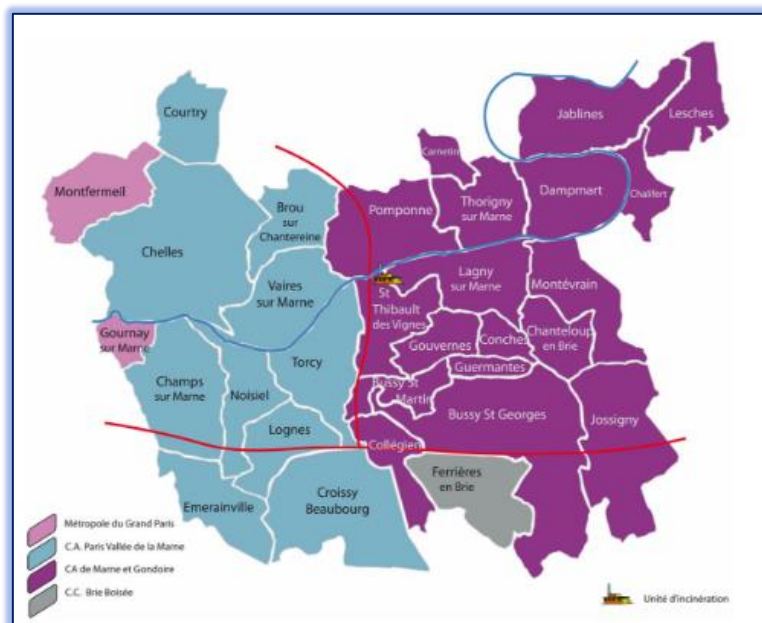 Courtry
Montfermeil
Chelles
Brou
sur
Chantereine
Vaires
sur Marne
Gournay
sur Marne
Champs
sur Marne
Noisiel
Torcy
Lognes
Emerainville
Croissy
Beaubourg
Jablines
Lesches
Carnetin
Pomponne
Thorigny
sur Marne
Dampmart
Chalifert
Lagny
sur Marne
Montévrain
St
Thibault
des Vignes
Gouvernes
Conches
Chanteloup
en Brie
Guermantes
Bussy St
Martin
Bussy St Georges
Jossigny
Collégien
Ferrières
en Brie
Métropole du Grand Paris
C.A. Paris Vallée de la Marne
CA de Marne et Gondoire
C.C. Brie Boisée
Unité d'incinération